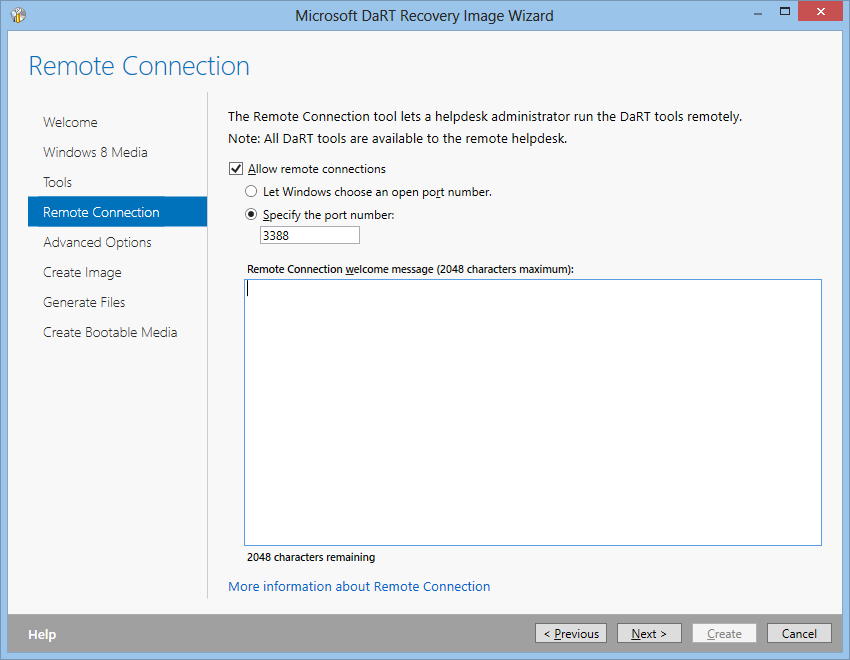 Microsoft DaRT Recovery Image Wizard
Remote Connection
Welcome
Windows 8 Media
Tools
Remote Connection
Advanced Options
Create Image
Generate Files
Create Bootable Media
The Remote Connection tool lets a helpdesk administrator run the DaRT tools remotely.
Note: All DaRT tools are available to the remote helpdesk.
Allow remote connections
Let Windows choose an open port number.
Specify the port number:
3388
Remote Connection welcome message (2048 characters maximum):
2048 characters remaining
More information about Remote Connection
Help
< Previous
Next >
Create
Cancel